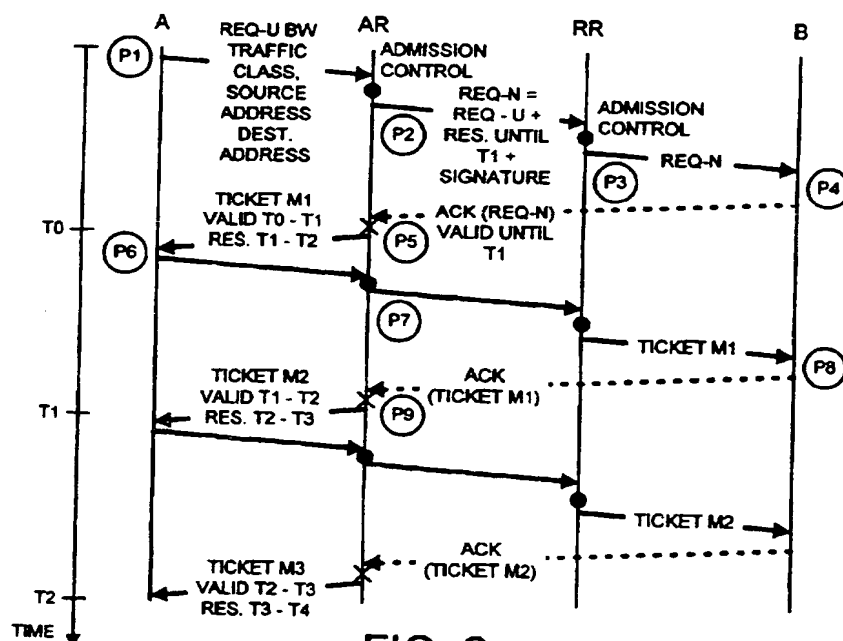 A
AR
RR
B
P1
REQ-U BW
TRAFFIC
CLASS,
SOURCE
ADDRESS
DEST.
ADDRESS
ADMISSION
CONTROL
P2
REQ-N =
REQ - U +
RES. UNTIL
T1 +
SIGNATURE
ADMISSION
CONTROL
P3
REQ-N
P4
T0
TICKET M1
VALID T0 - T1
RES. T1 - T2
P5
ACK (REQ-N)
VALID UNTIL
T1
P6
P7
TICKET M1
P8
T1
TICKET M2
VALID T1 - T2
RES. T2 - T3
P9
ACK
(TICKET M1)
TICKET M2
T2
TICKET M3
VALID T2 - T3
RES. T3 - T4
ACK
(TICKET M2)
TIME